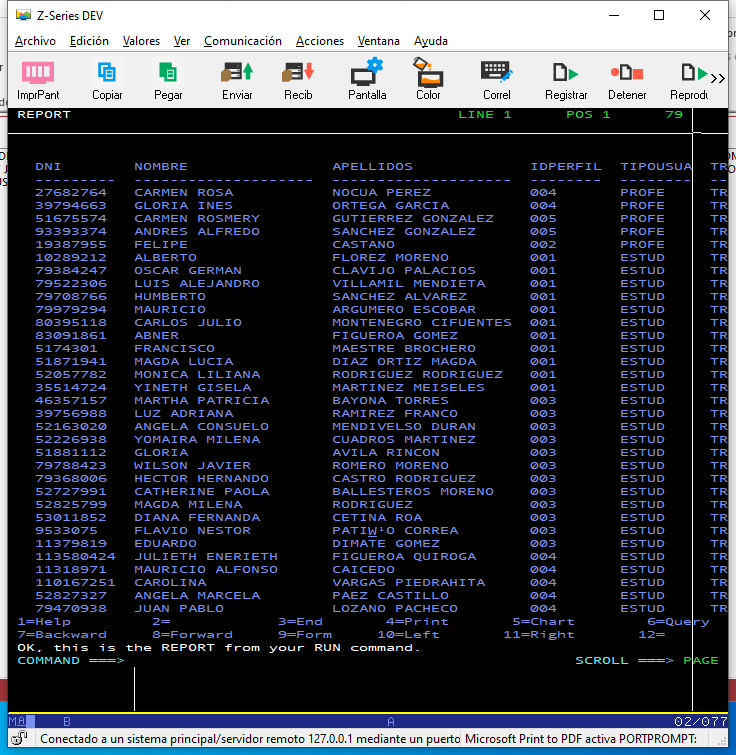 Z-Series DEV
Archivo Edición Valores Ver Comunicación Acciones Ventana Ayuda
ImprPant Copiar Pegar Enviar Recib Pantalla Color Correl Registrar Detener Reprodu
REPORT LINE 1 POS 1 79
DNI NOMBRE APELLIDOS IDPERFIL TIPOUSUA TR
--------- -------------------- -------------------- -------- -------- --
27682764 CARMEN ROSA NOCUA PEREZ 004 PROFE TR
39794663 GLORIA INES ORTEGA GARCIA 004 PROFE TR
51675574 CARMEN ROSMERY GUTIERREZ GONZALEZ 005 PROFE TR
93393374 ANDRES ALFREDO SANCHEZ GONZALEZ 005 PROFE TR
19387955 FELIPE CASTANO 002 PROFE TR
10289212 ALBERTO FLOREZ MORENO 001 ESTUD TR
79384247 OSCAR GERMAN CLAVIJO PALACIOS 001 ESTUD TR
79522306 LUIS ALEJANDRO VILLAMIL MENDIETA 001 ESTUD TR
79708766 HUMBERTO SANCHEZ ALVAREZ 001 ESTUD TR
79979294 MAURICIO ARGUMERO ESCOBAR 001 ESTUD TR
80395118 CARLOS JULIO MONTENEGRO CIFUENTES 001 ESTUD TR
83091861 ABNER FIGUEROA GOMEZ 001 ESTUD TR
5174301 FRANCISCO MAESTRE BROCHERO 001 ESTUD TR
51871941 MAGDA LUCIA DIAZ ORTIZ MAGDA 001 ESTUD TR
52057782 MONICA LILIANA RODRIGUEZ RODRIGUEZ 001 ESTUD TR
35514724 YINETH GISELA MARTINEZ MEISELES 001 ESTUD TR
46357157 MARTHA PATRICIA BAYONA TORRES 003 ESTUD TR
39756988 LUZ ADRIANA RAMIREZ FRANCO 003 ESTUD TR
52163020 ANGELA CONSUELO MENDIVELSO DURAN 003 ESTUD TR
52226938 YOMAIRA MILENA CUADROS MARTINEZ 003 ESTUD TR
51881112 GLORIA AVILA RINCON 003 ESTUD TR
79788423 WILSON JAVIER ROMERO MORENO 003 ESTUD TR
79368006 HECTOR HERNANDO CASTRO RODRIGUEZ 003 ESTUD TR
52727991 CATHERINE PAOLA BALLESTEROS MORENO 003 ESTUD TR
52825799 MAGDA MILENA RODRIGUEZ 003 ESTUD TR
53011852 DIANA FERNANDA CETINA ROA 003 ESTUD TR
9533075 FLAVIO NESTOR CORREA 003 ESTUD TR
11379819 EDUARDO DIMATE GOMEZ 003 ESTUD TR
113580424 JULIETH ENERIETH FIGUEROA QUIROGA 004 ESTUD TR
11318971 MAURICIO ALFONSO CAICEDO 004 ESTUD TR
110167251 CAROLINA VARGAS PIEDRAHITA 004 ESTUD TR
52827327 ANGELA MARCELA PAEZ CASTILLO 004 ESTUD TR
79470938 JUAN PABLO LOZANO PACHECO 004 ESTUD TR
1=Help 2= 3=End 4=Print 5=Chart 6=Query
7=Backward 8=Forward 9=Form 10=Left 11=Right 12=
OK, this is the REPORT from your RUN command.
COMMAND ===> SCROLL ===> PAGE
MA B A 02/077
Conectado a un sistema principal/servidor remoto 127.0.0.1 mediante un puerto Microsoft Print to PDF activa PORTPROMPT: